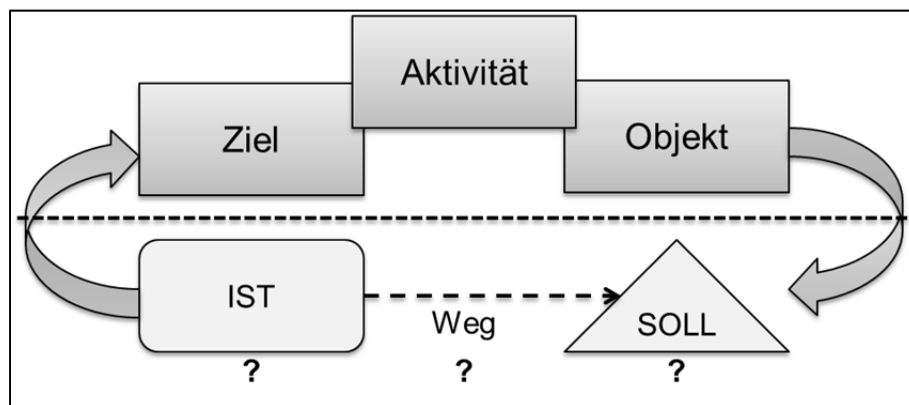 Aktivität
Ziel
Objekt
IST
Weg
SOLL
? ? ?